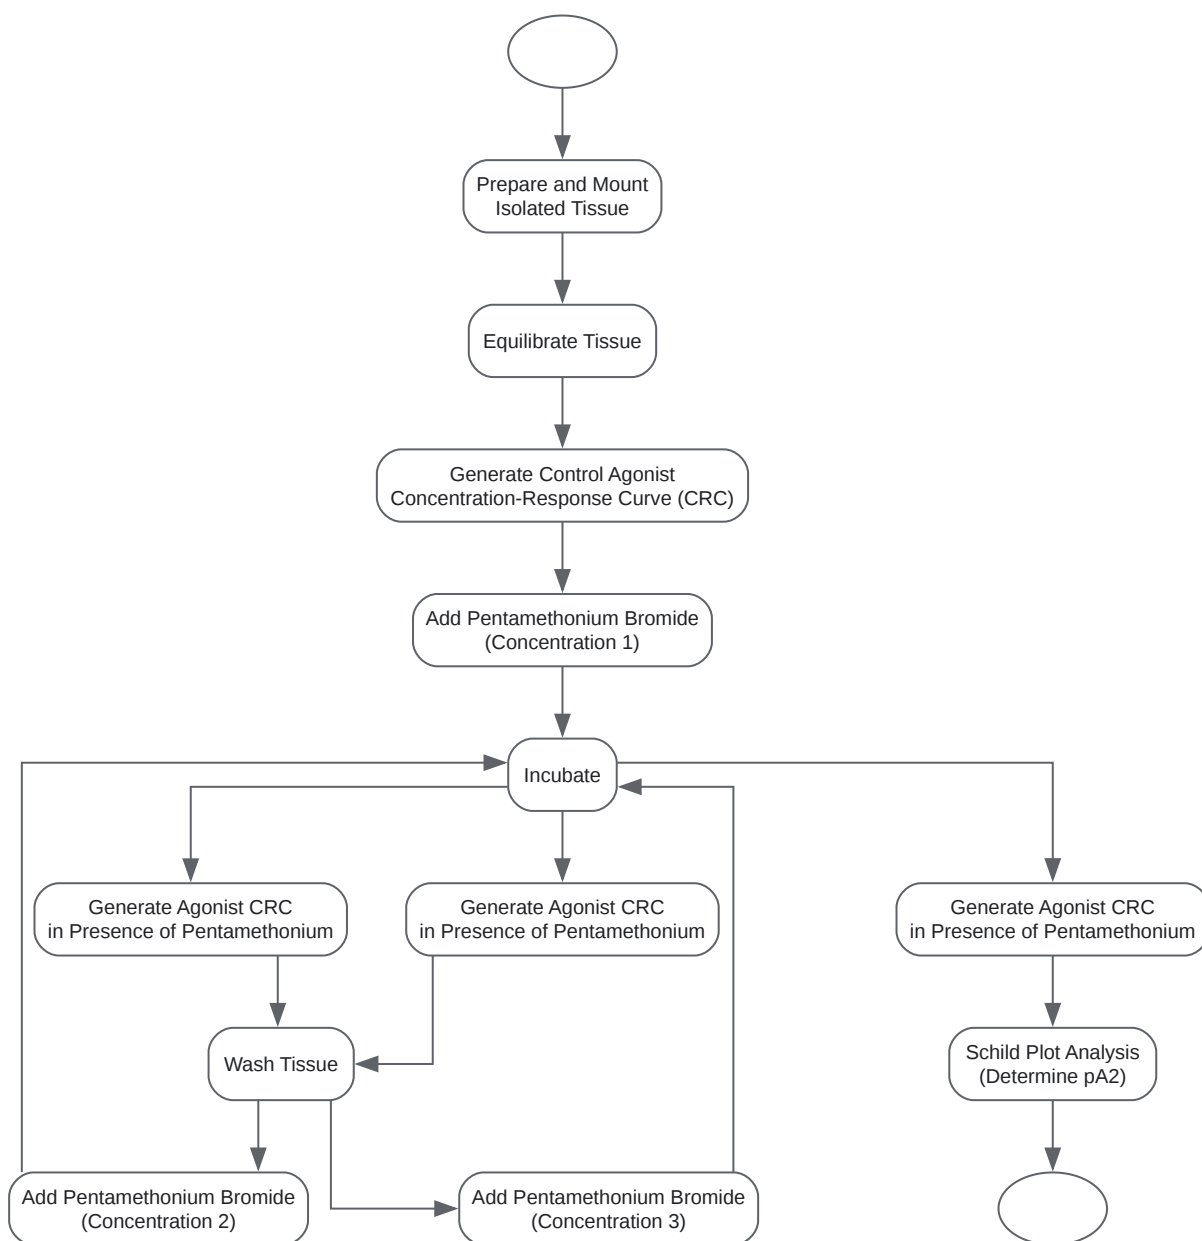 Prepare and Mount
Isolated Tissue
Equilibrate Tissue
Generate Control Agonist
Concentration-Response Curve (CRC)
Add Pentamethonium Bromide
(Concentration 1)
Incubate
Generate Agonist CRC
in Presence of Pentamethonium
Generate Agonist CRC
in Presence of Pentamethonium
Generate Agonist CRC
in Presence of Pentamethonium
Wash Tissue
Schild Plot Analysis
(Determine pA2)
Add Pentamethonium Bromide
(Concentration 2)
Add Pentamethonium Bromide
(Concentration 3)